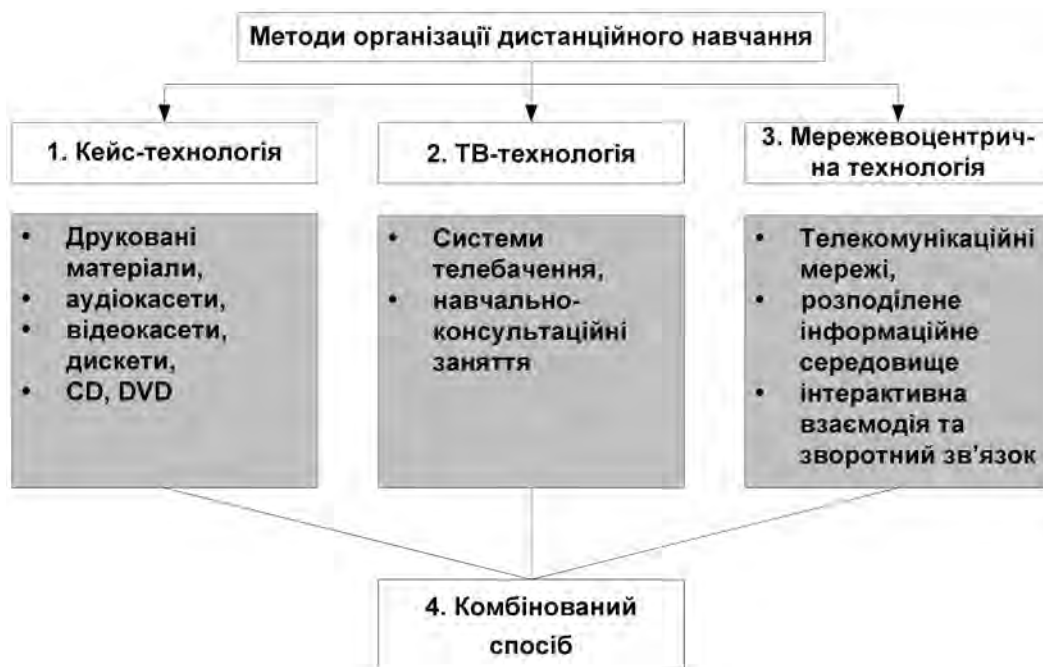 Методи організації дистанційного навчання
1. Кейс-технологія
2. ТВ-технологія
3. Мережевоцентрич-
на технологія
• Друковані
матеріали,
• аудіокасети,
• відеокасети,
дискети,
• CD, DVD
• Системи
телебачення,
• навчально-
консультаційні
заняття
• Телекомунікаційні
мережі,
• розподілене
інформаційне
середовище
• інтерактивна
взаємодія та
зворотний зв’язок
4. Комбінований
спосіб